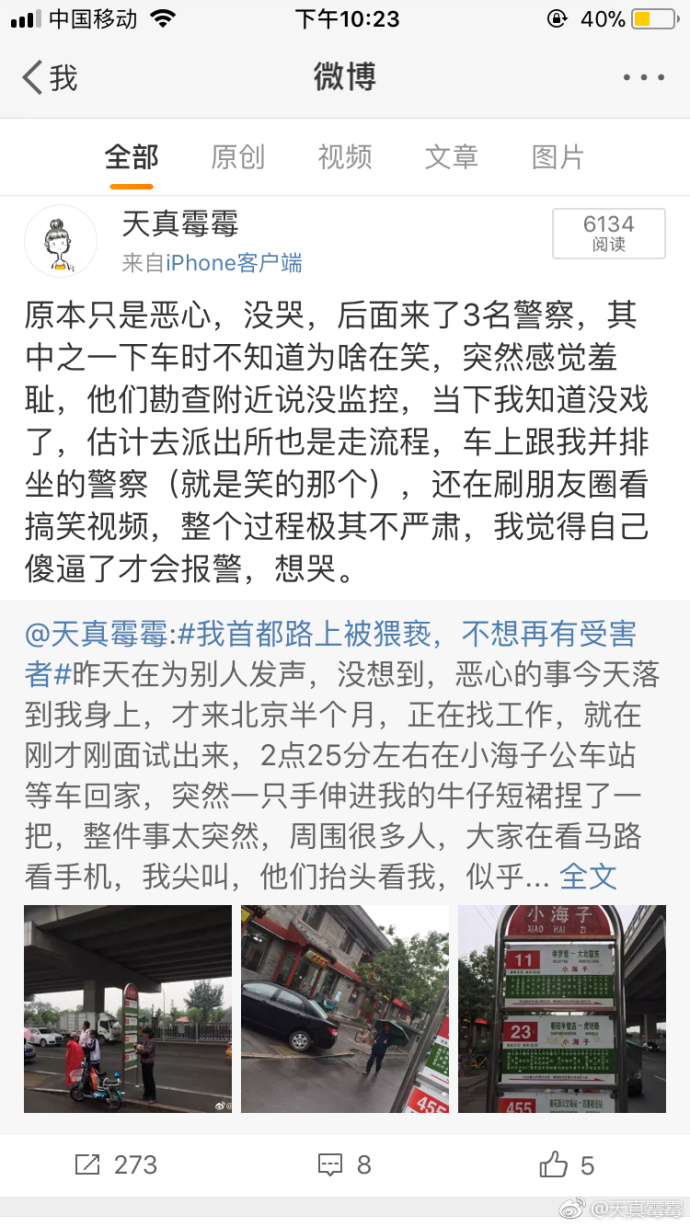 中国移动
下午10:23
40%
我
微博
全部 原创 视频 文章 图片
天真霉霉
6134
阅读
来自iPhone客户端
原本只是恶心，没哭，后面来了3名警察，其
中之一下车时不知道为啥在笑，突然感觉羞
耻，他们勘查附近说没监控，当下我知道没戏
了，估计去派出所也是走流程，车上跟我并排
坐的警察（就是笑的那个），还在刷朋友圈看
搞笑视频，整个过程极其不严肃，我觉得自己
傻逼了才会报警，想哭。
@天真霉霉:#我首都路上被猥亵，不想再有受害
者#昨天在为别人发声，没想到，恶心的事今天落
到我身上，才来北京半个月，正在找工作，就在
刚才刚面试出来，2点25分左右在小海子公车站
等车回家，突然一只手伸进我的牛仔短裙捏了一
把，整件事太突然，周围很多人，大家在看马路
看手机，我尖叫，他们抬头看我，似乎... 全文
455
小海子
XIAO HAI ZI
11
小海子
23
小海子
455
273
8
5
@天真霉霉